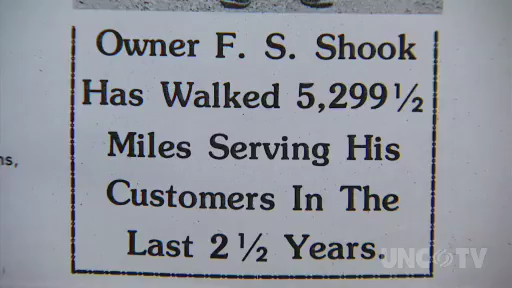 Owner F. S. Shook
Has Walked 5,299½
Miles Serving His
Customers In The
Last 2½ Years.
ns,
UNC TV